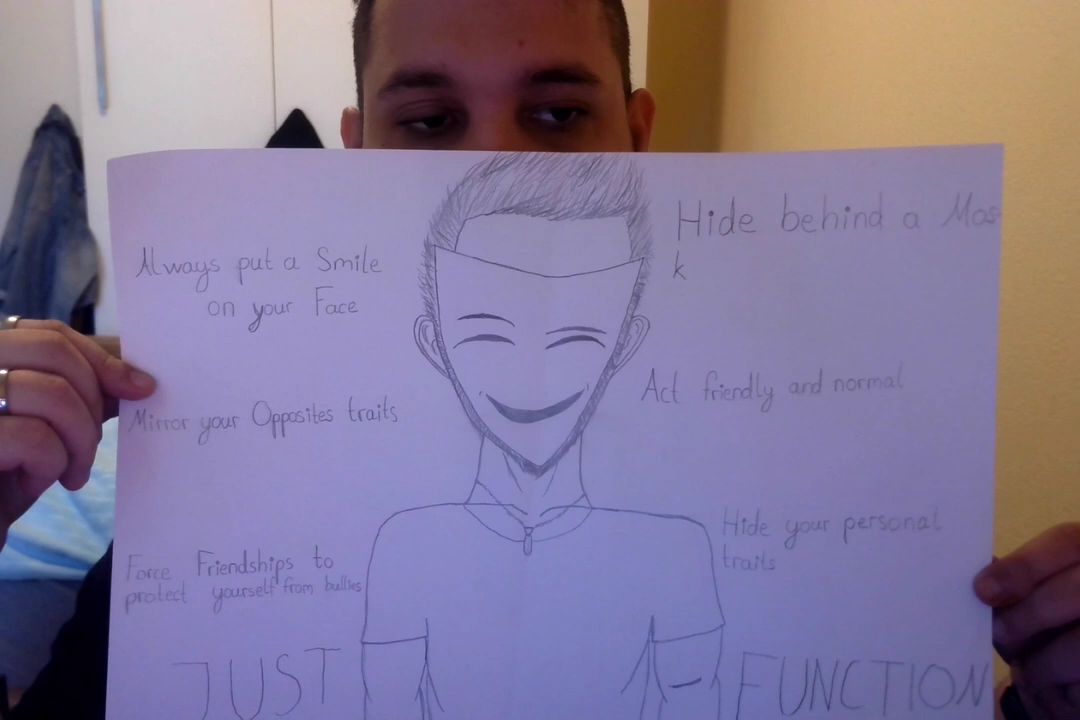 Always put a Smile
on your Face
Hide behind a Mas
k
Mirror your Opposites traits
Act friendly and normal
Force Friendships to
protect yourself from bullies
Hide your personal
traits
JUST FUNCTION